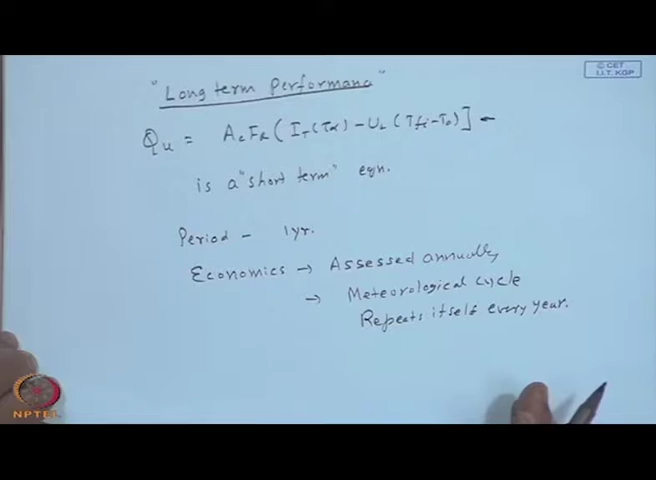 © CET
I.I.T. KGP
"Long term Performana"
Qu = AcFR ( IT(τα) - UL (Tfi-Ta) ]
is a "short term" eqn.
Period - 1yr.
Economics → Assessed annually
→ Meteorological cycle
Repeats itself every year.
NPTEL